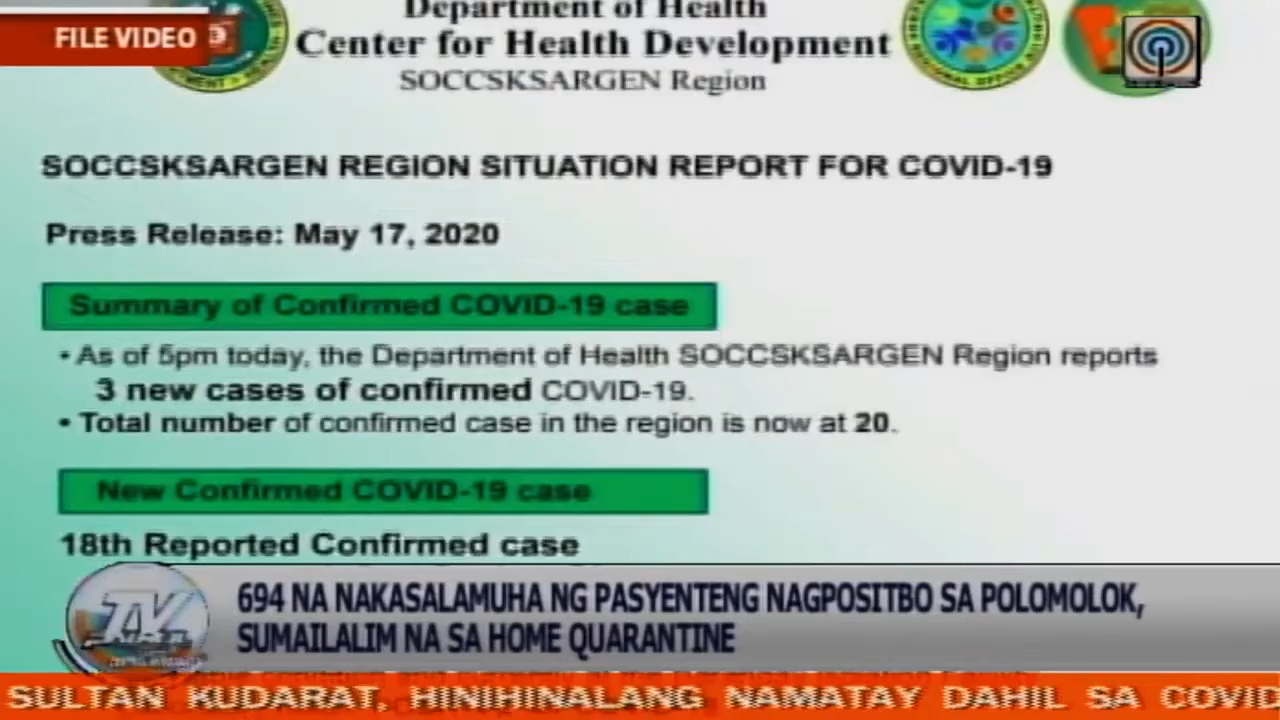 FILE VIDEO
Department of Health
Center for Health Development
SOCCSKSARGEN Region
SOCCSKSARGEN REGION SITUATION REPORT FOR COVID-19
Press Release: May 17, 2020
Summary of Confirmed COVID-19 case
• As of 5pm today, the Department of Health SOCCSKSARGEN Region reports
3 new cases of confirmed COVID-19.
• Total number of confirmed case in the region is now at 20.
New Confirmed COVID-19 case
18th Reported Confirmed case
TV
694 NA NAKASALAMUHA NG PASYENTENG NAGPOSITBO SA POLOMOLOK,
SUMAILALIM NA SA HOME QUARANTINE
SULTAN KUDARAT, HINIHINALANG NAMATAY DAHIL SA COVID